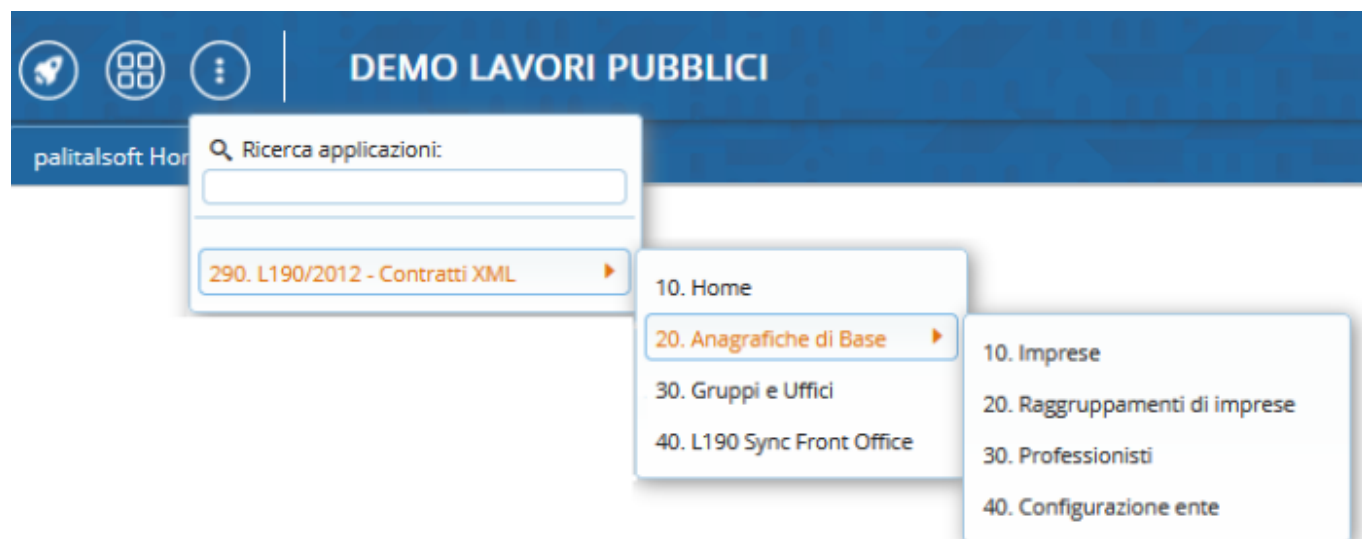 DEMO LAVORI PUBBLICI
palitalsoft Hor
Ricerca applicazioni:
290. L190/2012 - Contratti XML
10. Home
20. Anagrafiche di Base
30. Gruppi e Uffici
40. L190 Sync Front Office
10. Imprese
20. Raggruppamenti di imprese
30. Professionisti
40. Configurazione ente